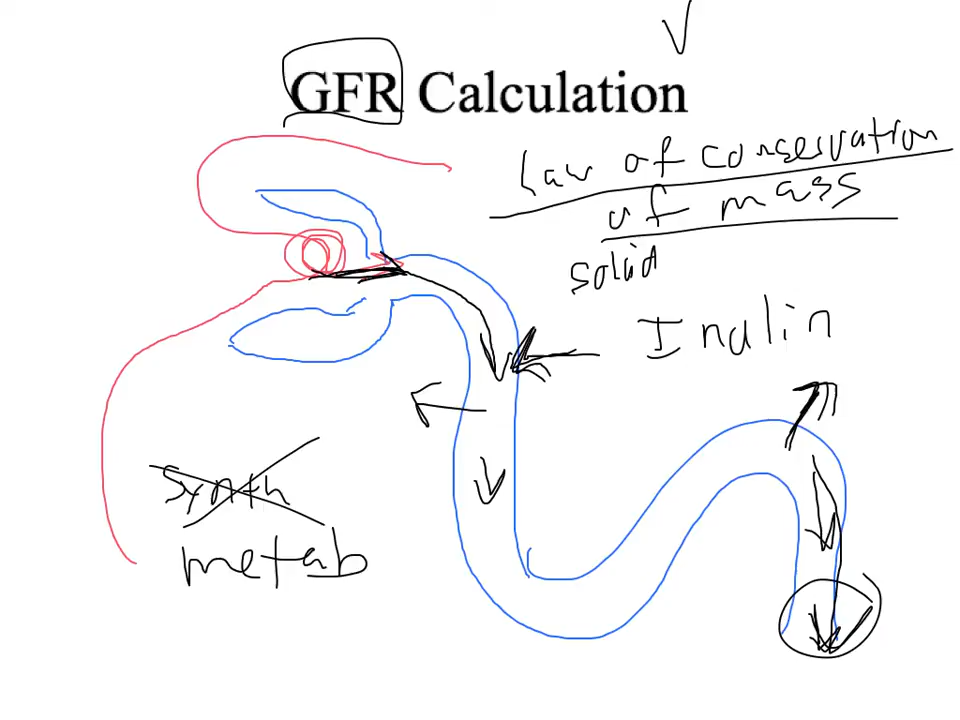 GFR Calculation
law of conservation
of mass
solid
Inulin
synth
metab